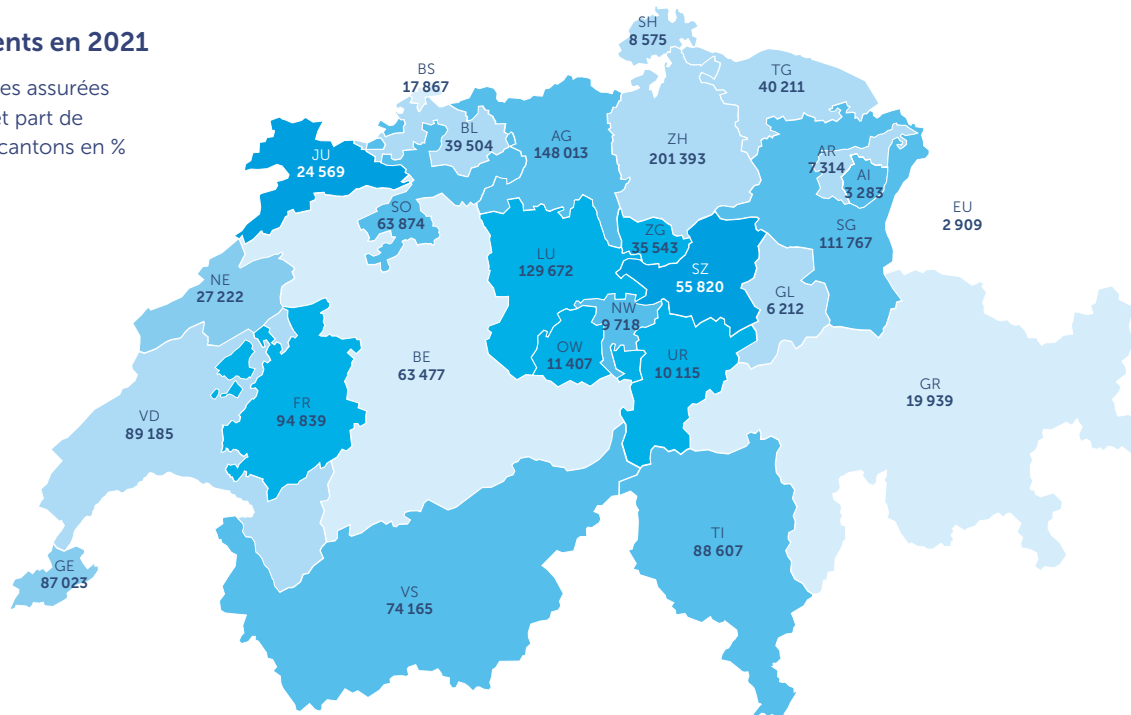 ents en 2021
es assurées
et part de
cantons en %
SH
8 575
BS
17 867
TG
40 211
BL
39 504
AG
148 013
ZH
201 393
JU
24 569
AR
7 314
AI
3 283
SO
63 874
EU
2 909
ZG
35 543
SG
111 767
LU
129 672
SZ
55 820
NE
27 222
GL
6 212
NW
9 718
OW
11 407
UR
10 115
BE
63 477
GR
19 939
FR
94 839
VD
89 185
TI
88 607
GE
87 023
VS
74 165